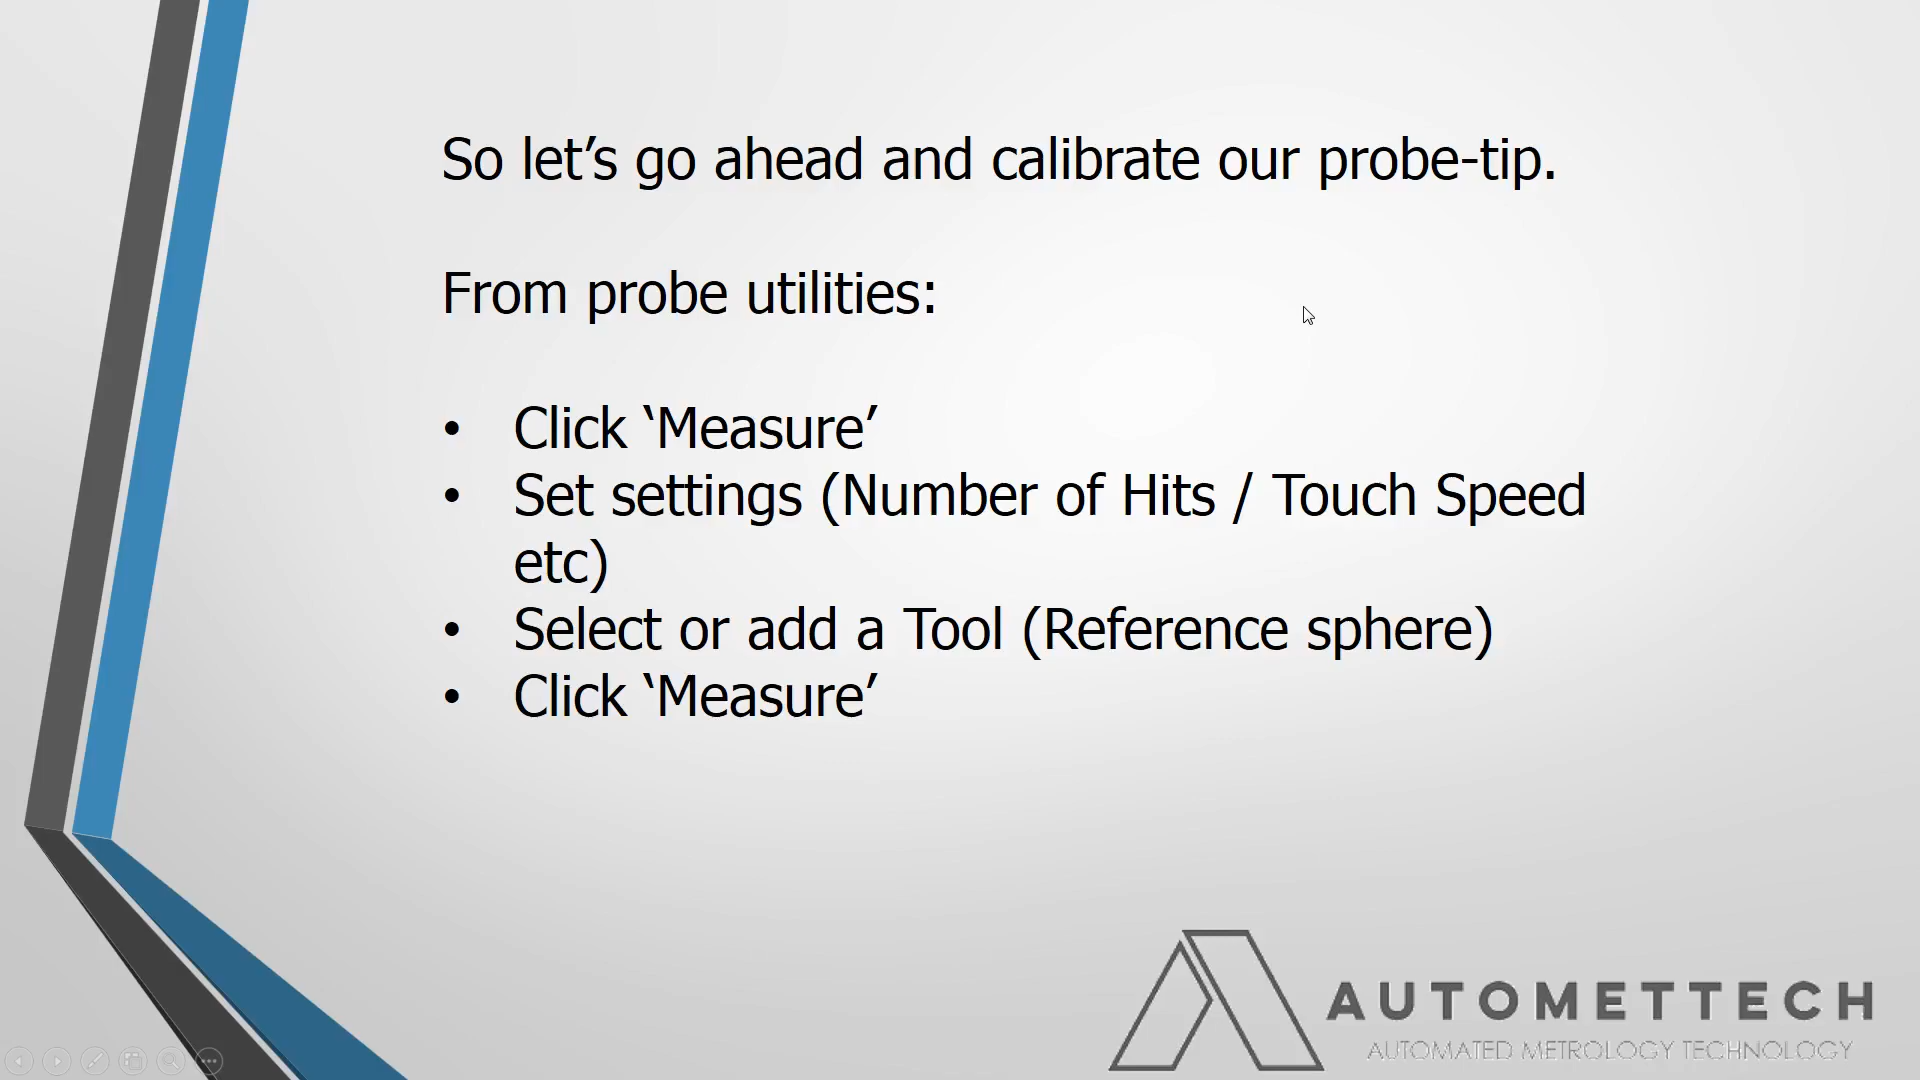 So let’s go ahead and calibrate our probe-tip.
From probe utilities:
• Click ‘Measure’
• Set settings (Number of Hits / Touch Speed
etc)
• Select or add a Tool (Reference sphere)
• Click ‘Measure’
AUTOMETTECH
AUTOMATED METROLOGY TECHNOLOGY